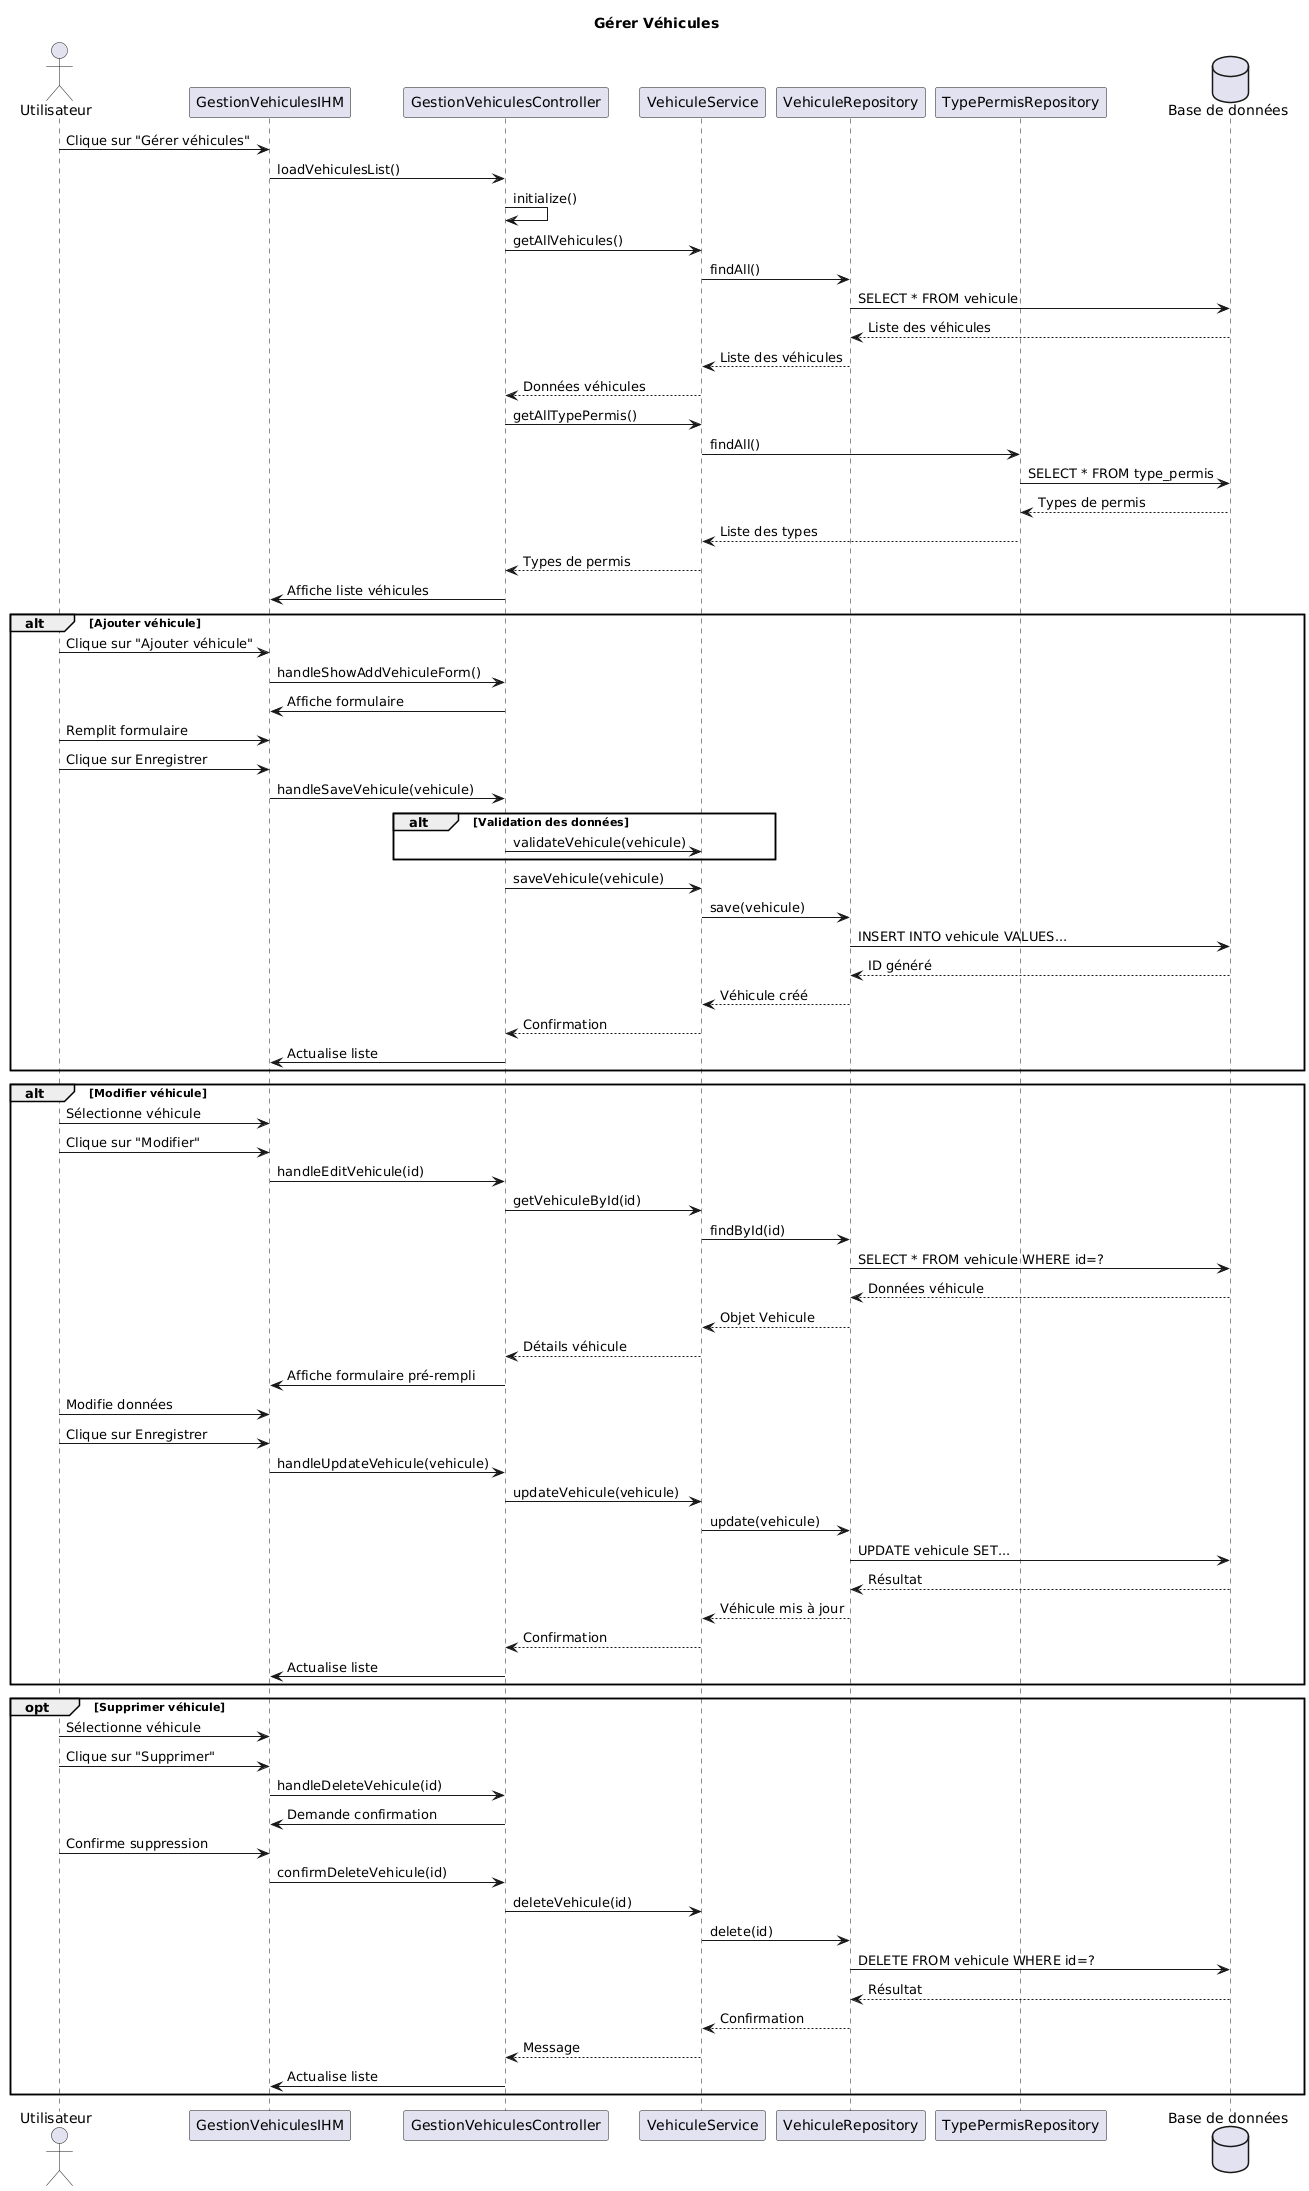 Gérer Véhicules
Utilisateur
GestionVehiculesIHM
GestionVehiculesController
VehiculeService
VehiculeRepository
TypePermisRepository
Base de données
Clique sur "Gérer véhicules"
loadVehiculesList()
initialize()
getAllVehicules()
findAll()
SELECT * FROM vehicule
Liste des véhicules
Liste des véhicules
Données véhicules
getAllTypePermis()
findAll()
SELECT * FROM type_permis
Types de permis
Liste des types
Types de permis
Affiche liste véhicules
alt [Ajouter véhicule]
Clique sur "Ajouter véhicule"
handleShowAddVehiculeForm()
Affiche formulaire
Remplit formulaire
Clique sur Enregistrer
handleSaveVehicule(vehicule)
alt [Validation des données]
validateVehicule(vehicule)
saveVehicule(vehicule)
save(vehicule)
INSERT INTO vehicule VALUES...
ID généré
Véhicule créé
Confirmation
Actualise liste
alt [Modifier véhicule]
Sélectionne véhicule
Clique sur "Modifier"
handleEditVehicule(id)
getVehiculeById(id)
findById(id)
SELECT * FROM vehicule WHERE id=?
Données véhicule
Objet Vehicule
Détails véhicule
Affiche formulaire pré-rempli
Modifie données
Clique sur Enregistrer
handleUpdateVehicule(vehicule)
updateVehicule(vehicule)
update(vehicule)
UPDATE vehicule SET...
Résultat
Véhicule mis à jour
Confirmation
Actualise liste
opt [Supprimer véhicule]
Sélectionne véhicule
Clique sur "Supprimer"
handleDeleteVehicule(id)
Demande confirmation
Confirme suppression
confirmDeleteVehicule(id)
deleteVehicule(id)
delete(id)
DELETE FROM vehicule WHERE id=?
Résultat
Confirmation
Message
Actualise liste
Utilisateur
GestionVehiculesIHM
GestionVehiculesController
VehiculeService
VehiculeRepository
TypePermisRepository
Base de données